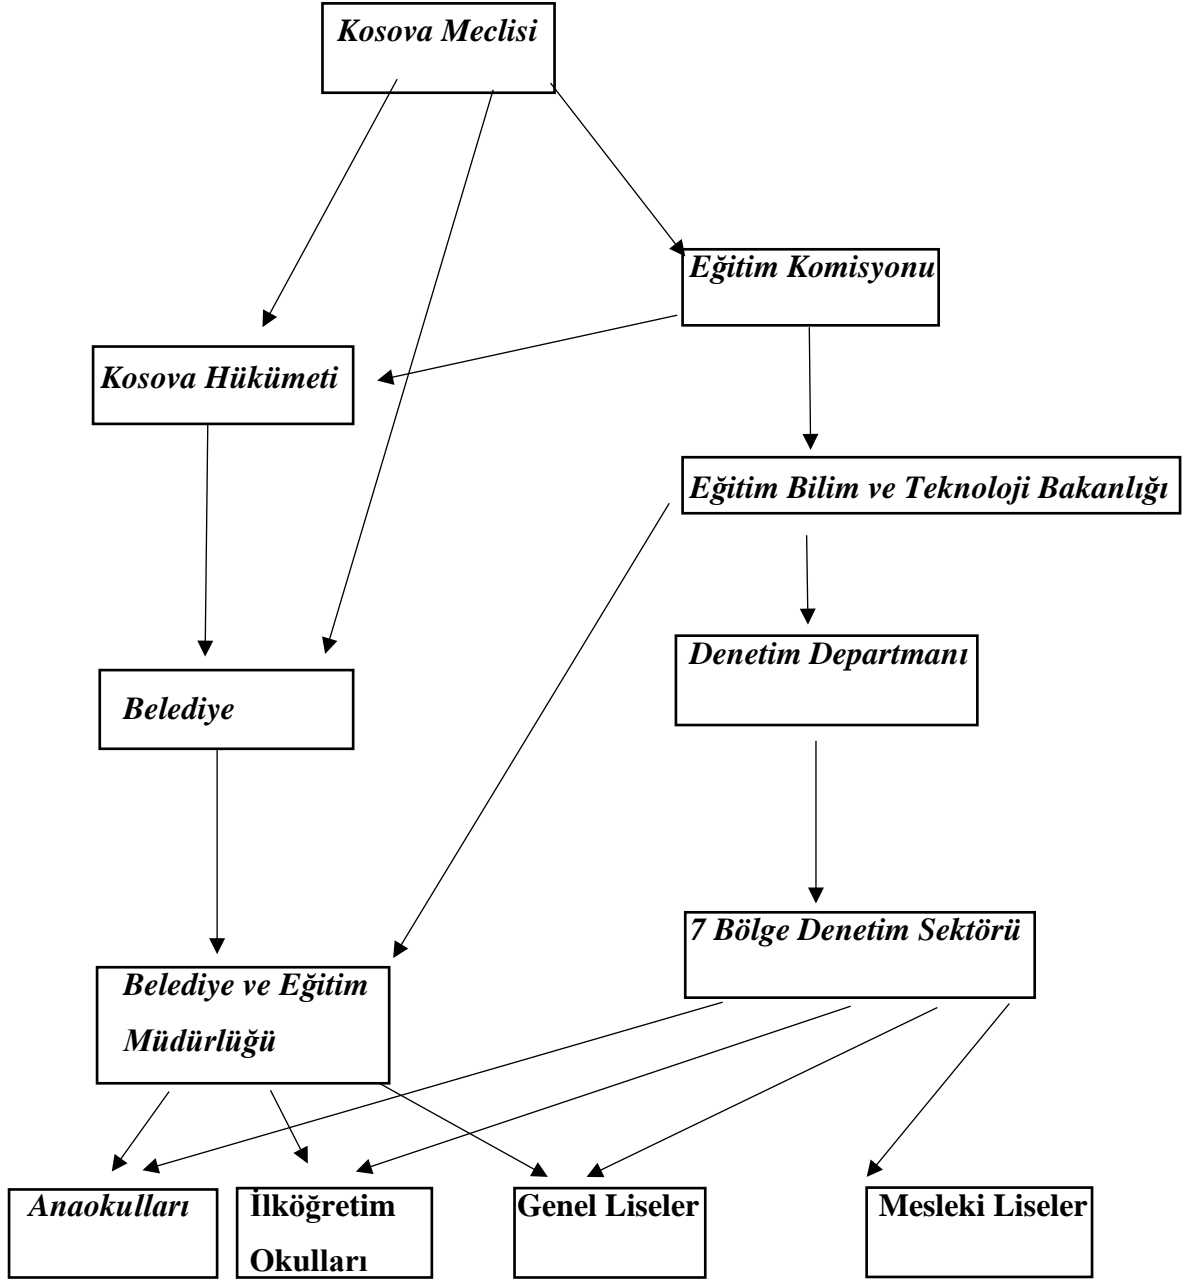 Kosova Meclisi
Eğitim Komisyonu
Kosova Hükümeti
Eğitim Bilim ve Teknoloji Bakanlığı
Denetim Departmanı
Belediye
7 Bölge Denetim Sektörü
Belediye ve Eğitim
Müdürlüğü
Anaokulları
İlköğretim
Okulları
Genel Liseler
Mesleki Liseler